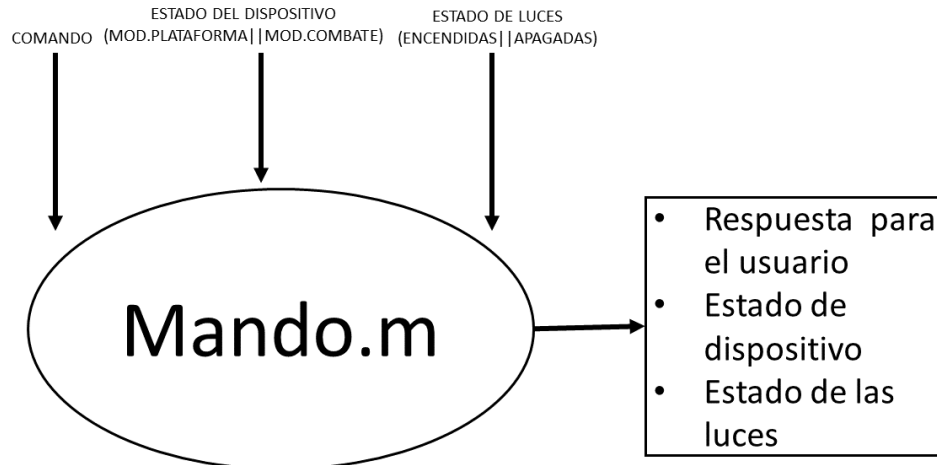 COMANDO
ESTADO DEL DISPOSITIVO
(MOD.PLATAFORMA||MOD.COMBATE)
ESTADO DE LUCES
(ENCENDIDAS||APAGADAS)
Mando.m
• Respuesta para
el usuario
• Estado de
dispositivo
• Estado de las
luces